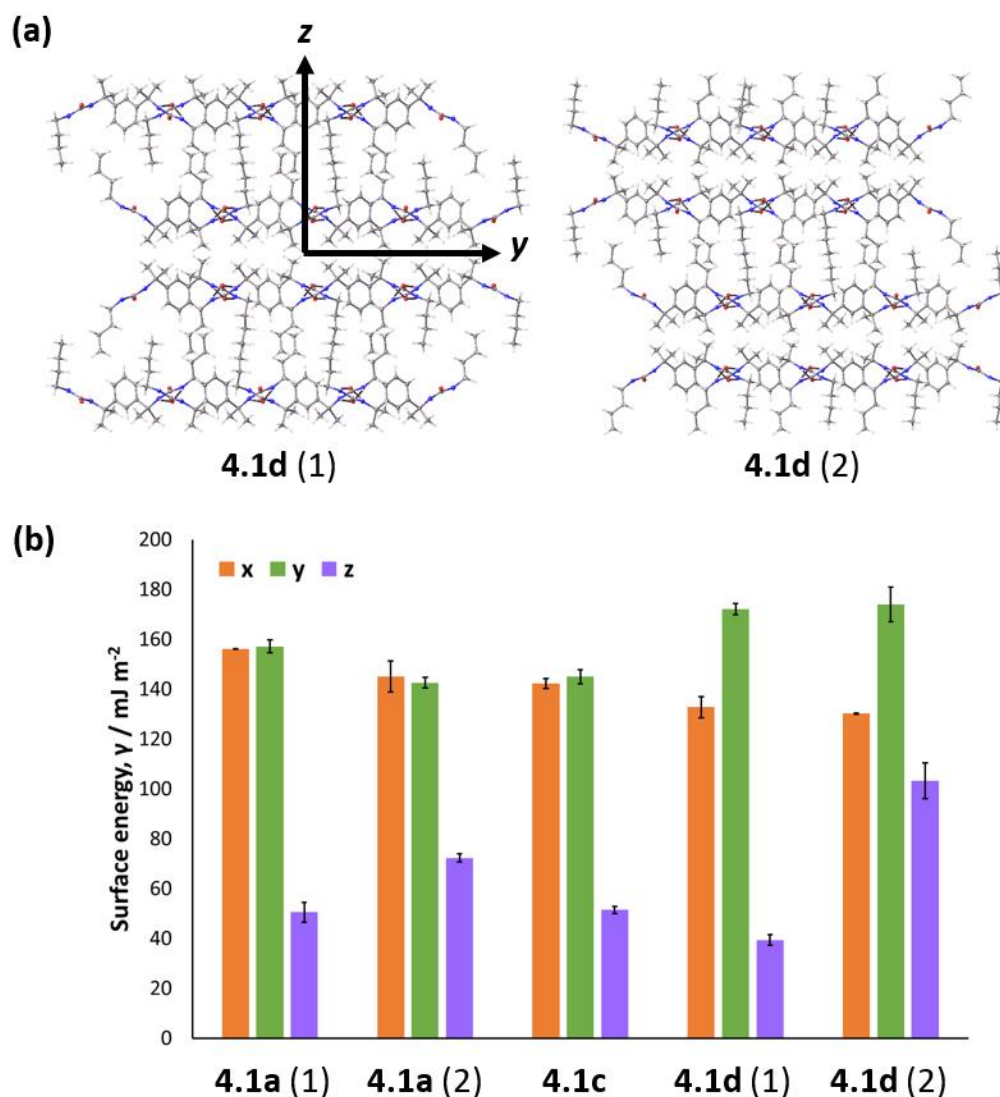 (a)
z
y
4.1d (1)
4.1d (2)
(b)
200
180
160
140
120
100
80
60
40
20
0
Surface energy, γ / mJ m⁻²
x y z
4.1a (1) 4.1a (2) 4.1c 4.1d (1) 4.1d (2)